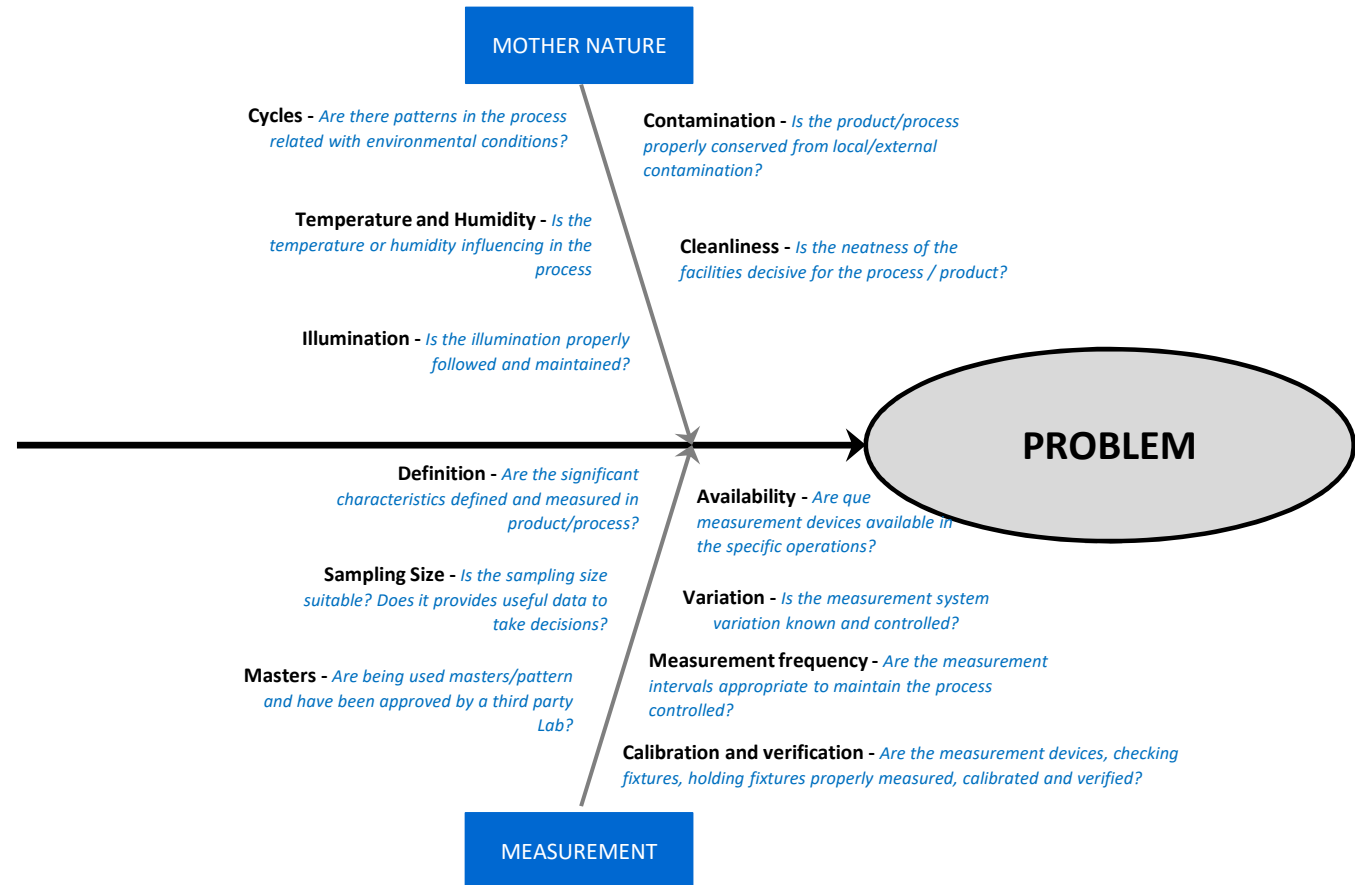 MOTHER NATURE
Cycles - Are there patterns in the process
related with environmental conditions?
Contamination - Is the product/process
properly conserved from local/external
contamination?
Temperature and Humidity - Is the
temperature or humidity influencing in the
process
Cleanliness - Is the neatness of the
facilities decisive for the process / product?
Illumination - Is the illumination properly
followed and maintained?
PROBLEM
Definition - Are the significant
characteristics defined and measured in
product/process?
Availability - Are que
measurement devices available in
the specific operations?
Sampling Size - Is the sampling size
suitable? Does it provides useful data to
take decisions?
Variation - Is the measurement system
variation known and controlled?
Masters - Are being used masters/pattern
and have been approved by a third party
Lab?
Measurement frequency - Are the measurement
intervals appropriate to maintain the process
controlled?
Calibration and verification - Are the measurement devices, checking
fixtures, holding fixtures properly measured, calibrated and verified?
MEASUREMENT